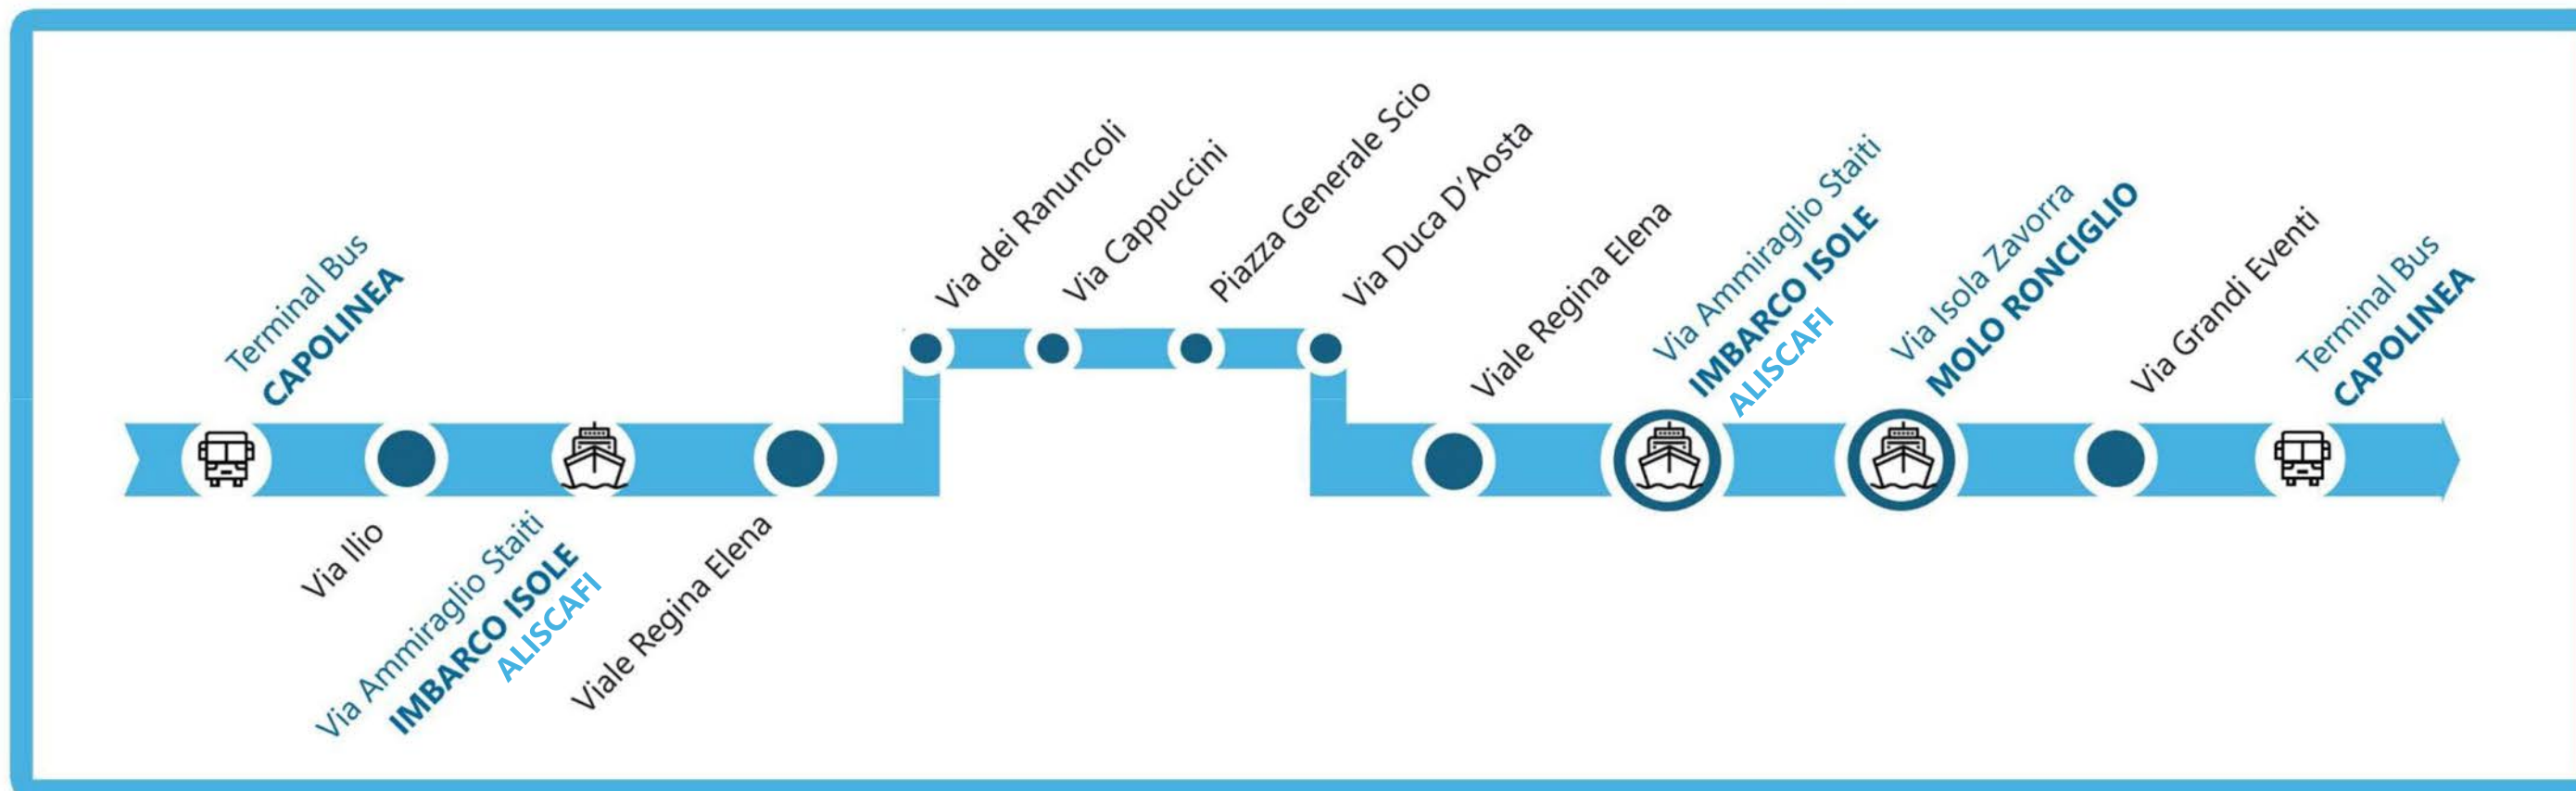 Terminal Bus
CAPOLINEA
Via Ilio
Via Ammiraglio Staiti
IMBARCO ISOLE
ALISCAFI
Viale Regina Elena
Via dei Ranuncoli
Via Cappuccini
Piazza Generale Scio
Via Duca D'Aosta
Viale Regina Elena
Via Ammiraglio Staiti
IMBARCO ISOLE
ALISCAFI
Via Isola Zavorra
MOLO RONCIGLIO
Via Grandi Eventi
Terminal Bus
CAPOLINEA